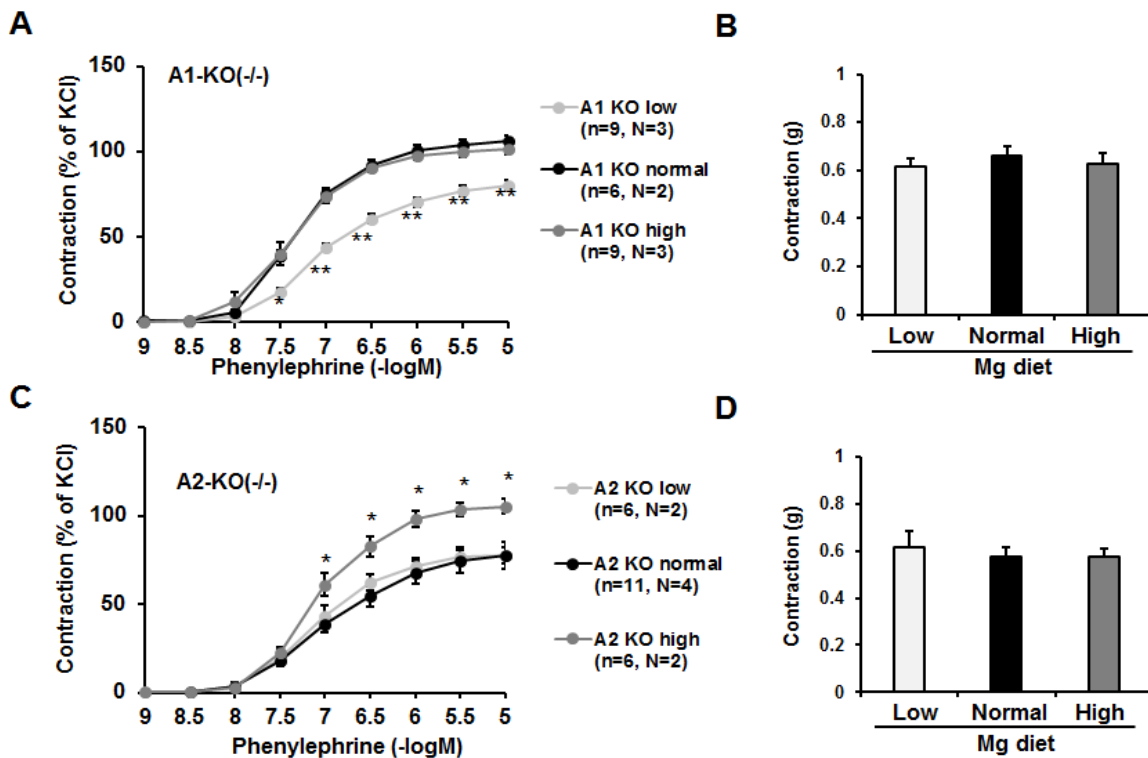 A
A1-KO(-/-)
Contraction (% of KCl)
150
100
50
0
*
**
**
**
**
**
9
8.5
8
7.5
7
6.5
6
5.5
5
Phenylephrine (-logM)
A1 KO low
(n=9, N=3)
A1 KO normal
(n=6, N=2)
A1 KO high
(n=9, N=3)
B
Contraction (g)
1
0.8
0.6
0.4
0.2
0
Low
Normal
High
Mg diet
C
A2-KO(-/-)
Contraction (% of KCl)
150
100
50
0
*
*
*
*
*
9
8.5
8
7.5
7
6.5
6
5.5
5
Phenylephrine (-logM)
A2 KO low
(n=6, N=2)
A2 KO normal
(n=11, N=4)
A2 KO high
(n=6, N=2)
D
Contraction (g)
1
0.8
0.6
0.4
0.2
0
Low
Normal
High
Mg diet